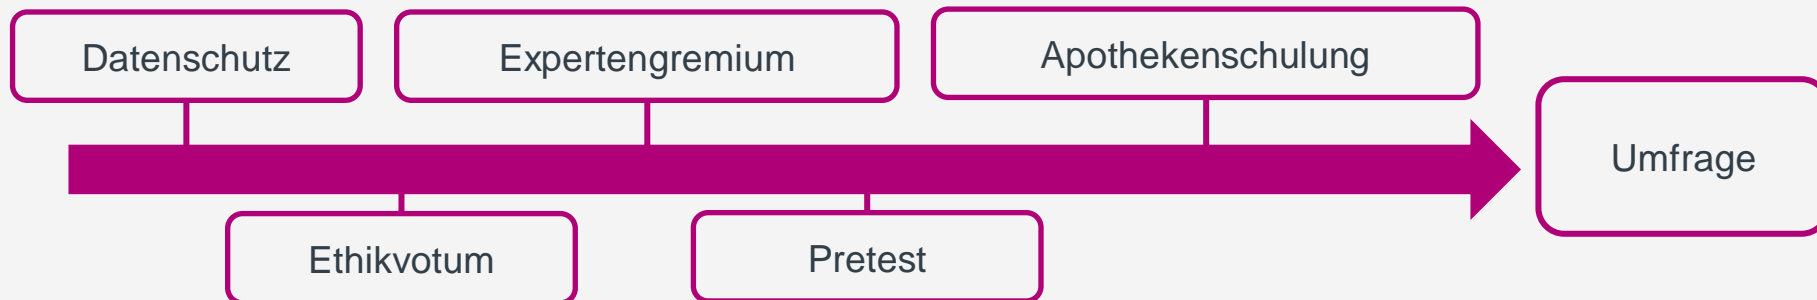 Datenschutz
Expertengremium
Apothekenschulung
Umfrage
Ethikvotum
Pretest